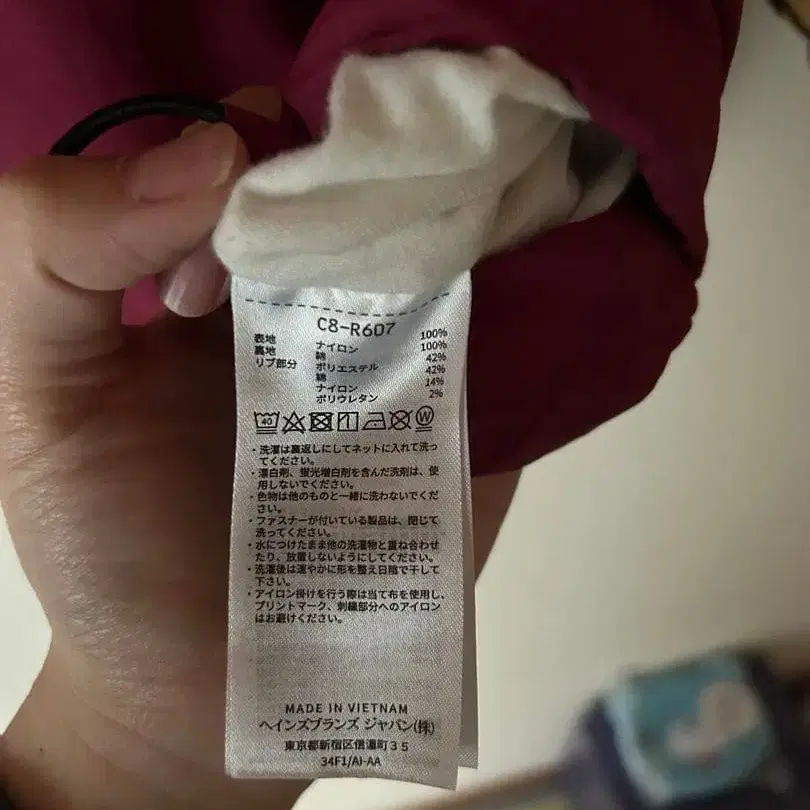 C8-R607
表地 ナイロン 100%
裏地 綿 100%
リブ部分 ポリエステル 42%
綿 42%
ナイロン 14%
ポリウレタン 2%
40 W
・洗濯は裏返しにしてネットに入れて洗っ
てください。
・漂白剤、蛍光増白剤を含んだ洗剤は、使
用しないでください。
・色物は他のものと一緒に洗わないでくだ
さい。
・ファスナーが付いている製品は、閉じて
洗ってください。
・水につけたまま他の洗濯物と重ね合わせ
たり、放置しないようにしてください。
・洗濯後は速やかに形を整え日陰で干して
下さい。
・アイロン掛けを行う際は当て布を使用し、
プリントマーク、刺繍部分へのアイロン
はお避けください。
MADE IN VIETNAM
ヘインズブランズ ジャパン(株)
東京都新宿区信濃町35
34F1/AI-AA